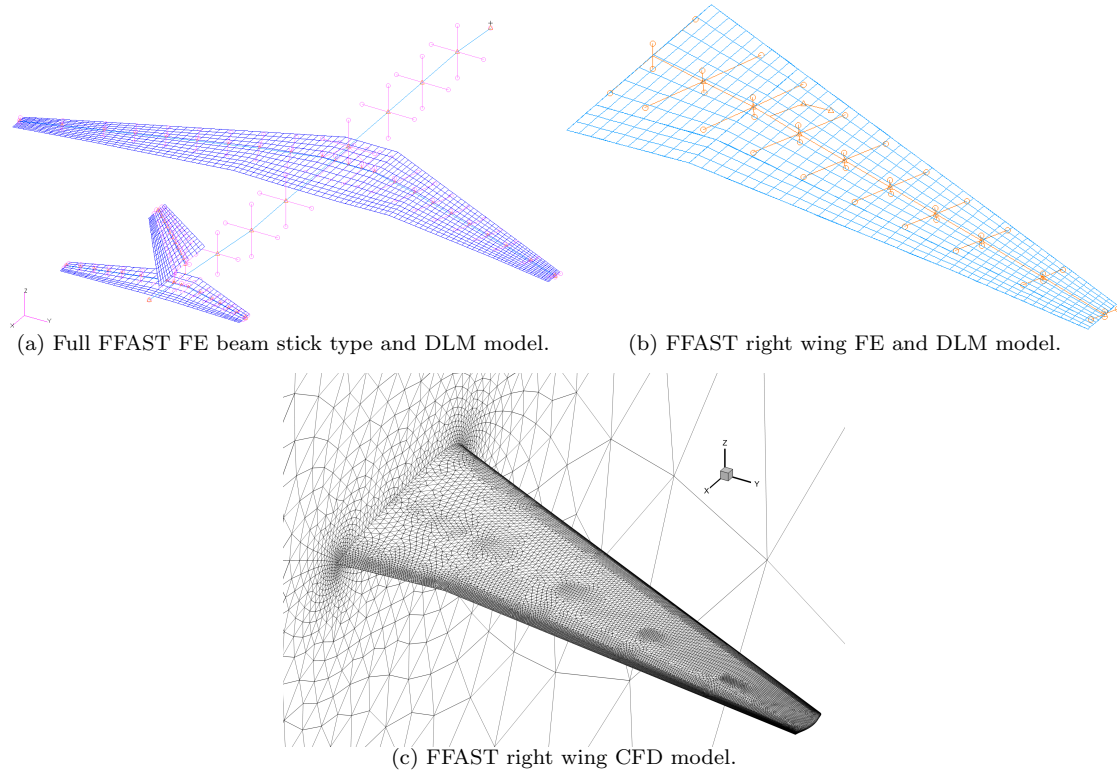 Z
X
Y
(a) Full FFAST FE beam stick type and DLM model.
(b) FFAST right wing FE and DLM model.
Z
X
Y
(c) FFAST right wing CFD model.